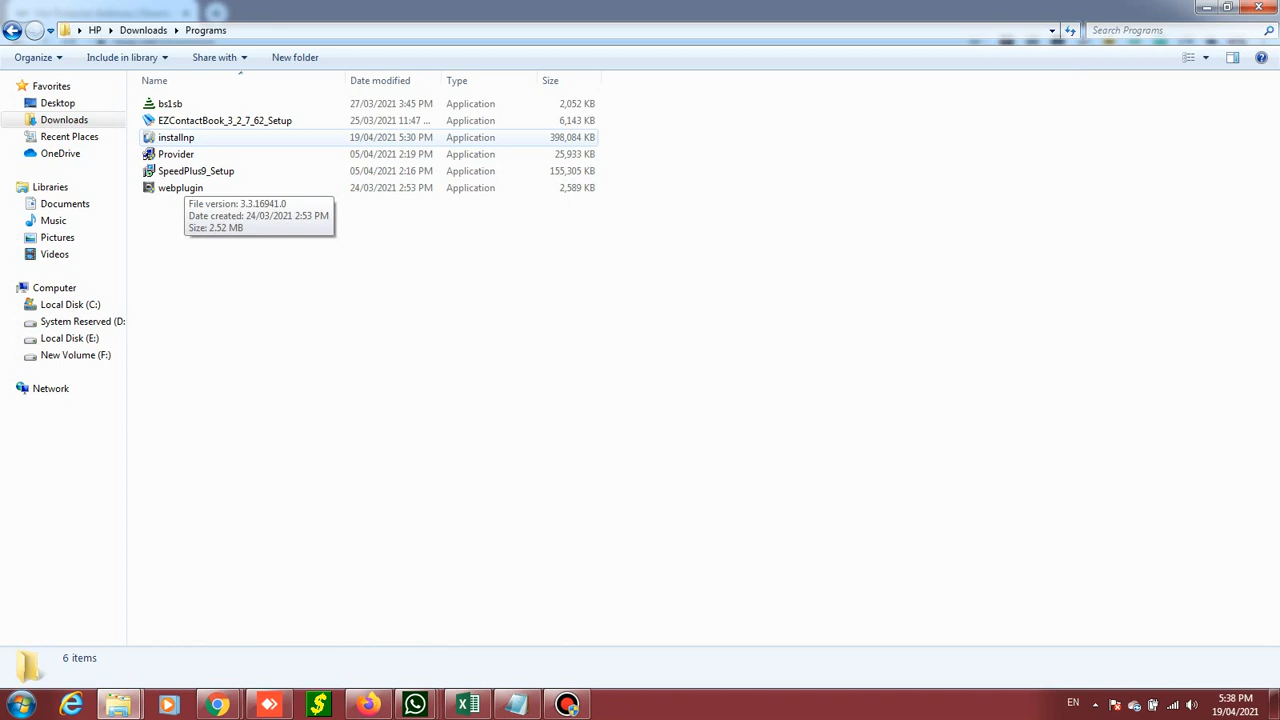 HP Downloads Programs
Search Programs
Organize Include in library Share with New folder
Name Date modified Type Size
Favorites
Desktop
Downloads
Recent Places
OneDrive
Libraries
Documents
Music
Pictures
Videos
Computer
Local Disk (C:)
System Reserved (D:
Local Disk (E:)
New Volume (F:)
Network
bs1sb 27/03/2021 3:45 PM Application 2,052 KB
EZContactBook_3_2_7_62_Setup 25/03/2021 11:47 ... Application 6,143 KB
installnp 19/04/2021 5:30 PM Application 398,084 KB
Provider 05/04/2021 2:19 PM Application 25,933 KB
SpeedPlus9_Setup 05/04/2021 2:16 PM Application 155,305 KB
webplugin 24/03/2021 2:53 PM Application 2,589 KB
File version: 3.3.16941.0
Date created: 24/03/2021 2:53 PM
Size: 2.52 MB
6 items
EN
5:38 PM
19/04/2021